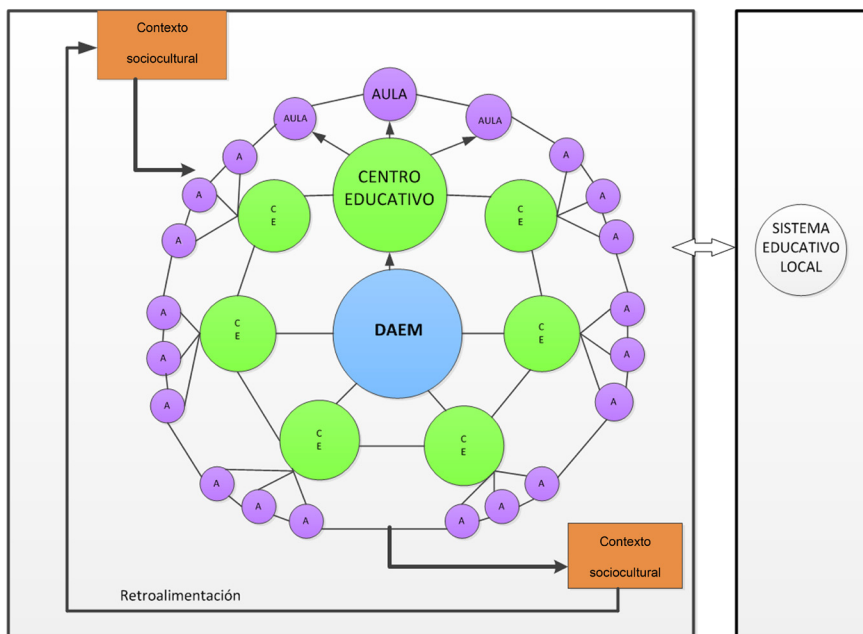 Contexto
sociocultural
AULA
AULA
AULA
A
A
A
A
A
A
CENTRO
EDUCATIVO
C
E
C
E
SISTEMA
EDUCATIVO
LOCAL
A
A
A
A
A
A
C
E
DAEM
C
E
C
E
C
E
A
A
A
A
A
A
Contexto
sociocultural
Retroalimentación